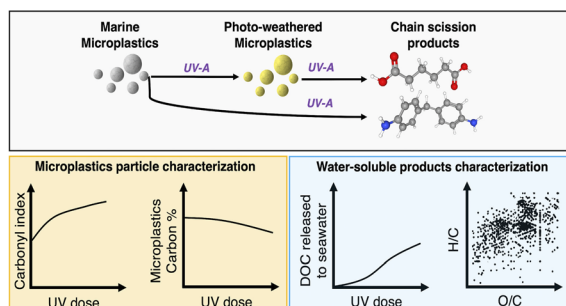 Marine
Microplastics
Photo-weathered
Microplastics
Chain scission
products
UV-A
UV-A
UV-A
Microplastics particle characterization
Water-soluble products characterization
Carbonyl index
UV dose
Microplastics
Carbon %
UV dose
DOC released
to seawater
UV dose
H/C
O/C